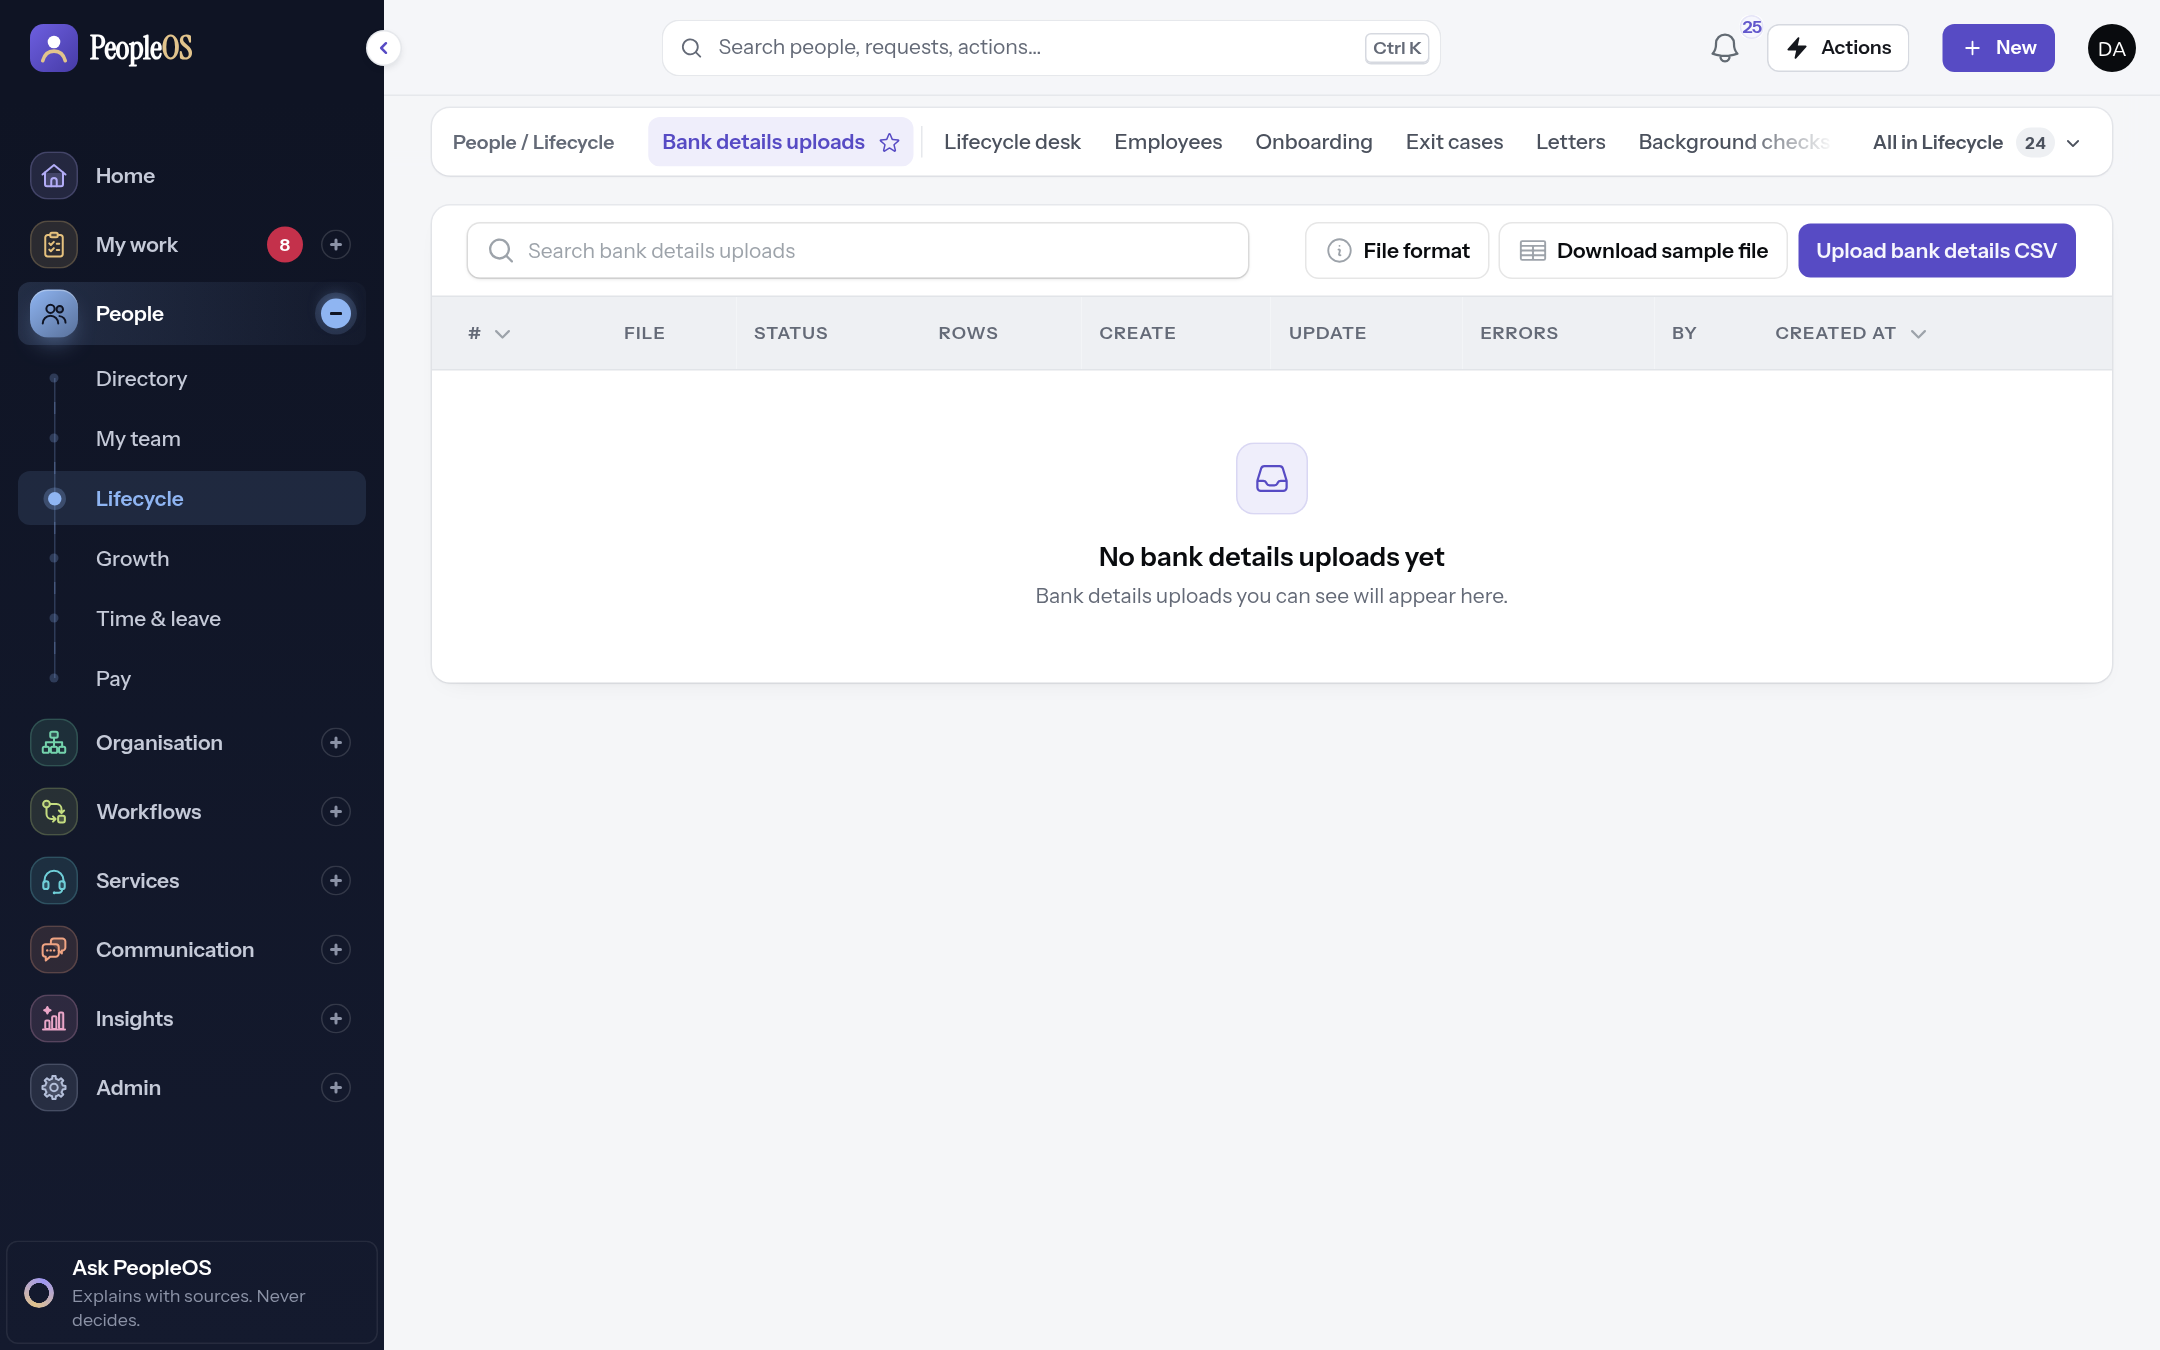 PeopleOS
Search people, requests, actions...
Ctrl K
25
Actions
New
DA
Home
My work
8
People
Directory
My team
Lifecycle
Growth
Time & leave
Pay
Organisation
Workflows
Services
Communication
Insights
Admin
Ask PeopleOS
Explains with sources. Never
decides.
People / Lifecycle
Bank details uploads
Lifecycle desk
Employees
Onboarding
Exit cases
Letters
Background checks
All in Lifecycle
24
Search bank details uploads
File format
Download sample file
Upload bank details CSV
# FILE STATUS ROWS CREATE UPDATE ERRORS BY CREATED AT
No bank details uploads yet
Bank details uploads you can see will appear here.